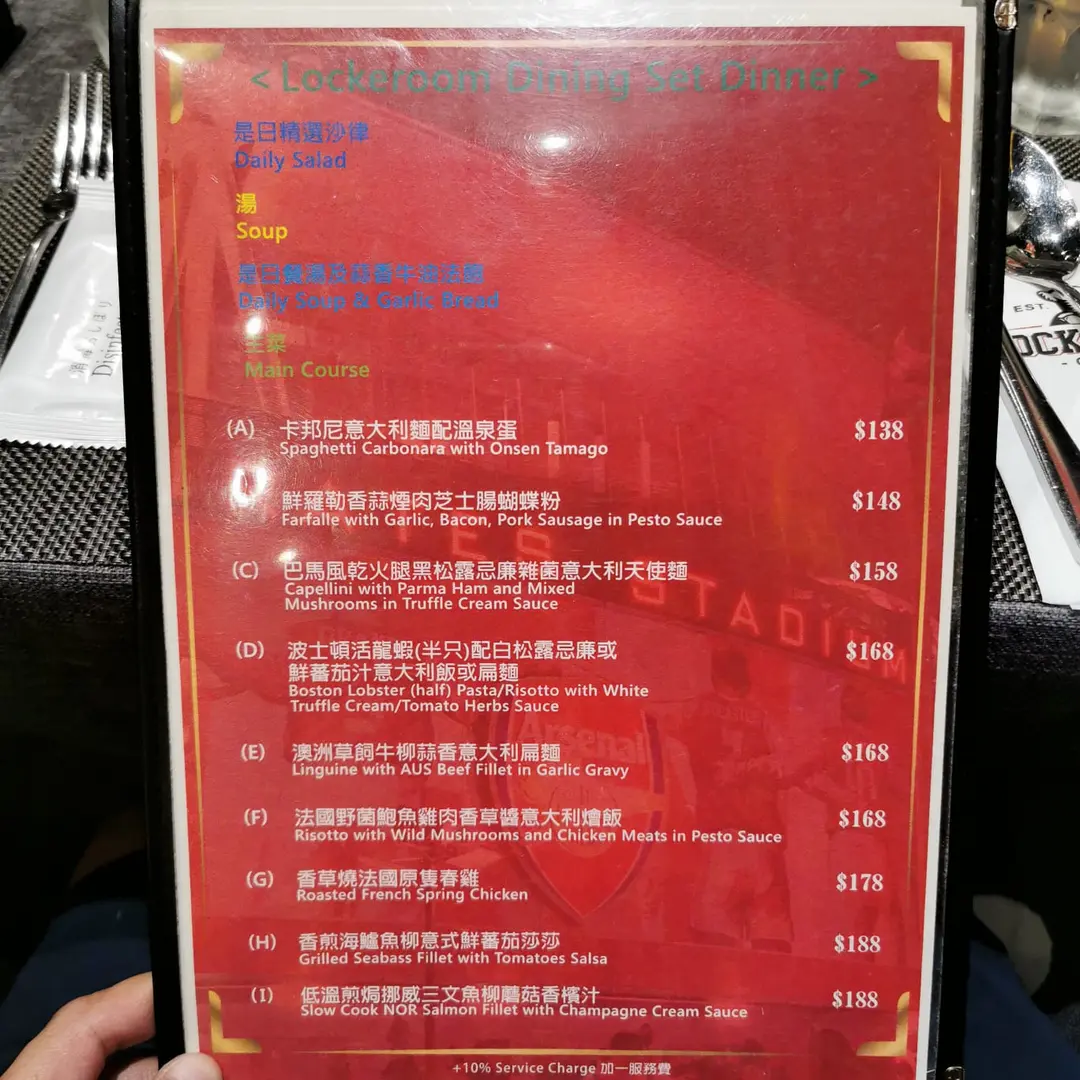 < Lockeroom Dining Set Dinner >
是日精選沙律
Daily Salad
湯
Soup
是日餐湯及蒜香牛油法飽
Daily Soup & Garlic Bread
主菜
Main Course
(A) 卡邦尼意大利麵配溫泉蛋 $138
Spaghetti Carbonara with Onsen Tamago
鮮羅勒香蒜煙肉芝士腸蝴蝶粉 $148
Farfalle with Garlic, Bacon, Pork Sausage in Pesto Sauce
(C) 巴馬風乾火腿黑松露忌廉雜菌意大利天使麵 $158
Capellini with Parma Ham and Mixed
Mushrooms in Truffle Cream Sauce
(D) 波士頓活龍蝦(半只)配白松露忌廉或 $168
鮮蕃茄汁意大利飯或扁麵
Boston Lobster (half) Pasta/Risotto with White
Truffle Cream/Tomato Herbs Sauce
(E) 澳洲草飼牛柳蒜香意大利扁麵 $168
Linguine with AUS Beef Fillet in Garlic Gravy
(F) 法國野菌鮑魚雞肉香草醬意大利燴飯 $168
Risotto with Wild Mushrooms and Chicken Meats in Pesto Sauce
(G) 香草燒法國原隻春雞 $178
Roasted French Spring Chicken
(H) 香煎海鱸魚柳意式鮮蕃茄莎莎 $188
Grilled Seabass Fillet with Tomatoes Salsa
(I) 低溫煎焗挪威三文魚柳蘑菇香檳汁 $188
Slow Cook NOR Salmon Fillet with Champagne Cream Sauce
+10% Service Charge 加一服務費
STADIUM
Arsenal
EST.